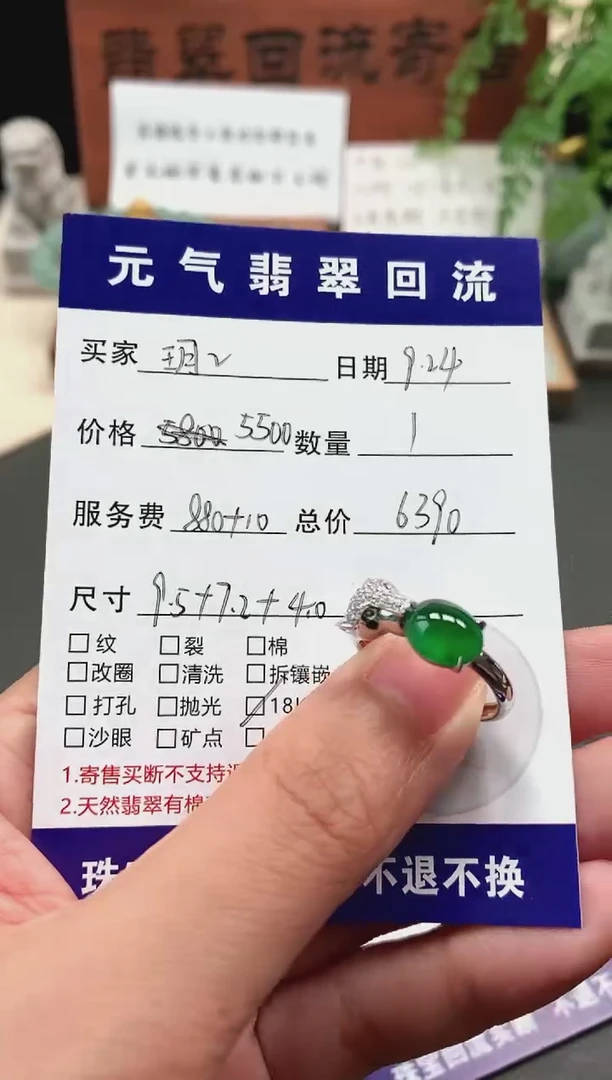 翡翠回流寄售
元气翡翠回流
买家 玥2 日期 9.24
价格 5800 5500 数量 1
服务费 880+10 总价 6390
尺寸 9.5+7.2+4.0
纹 裂 棉
改圈 清洗 拆镶嵌
打孔 抛光 18
沙眼 矿点
1.寄售买断不支持
2.天然翡翠有棉
珠 不退不换